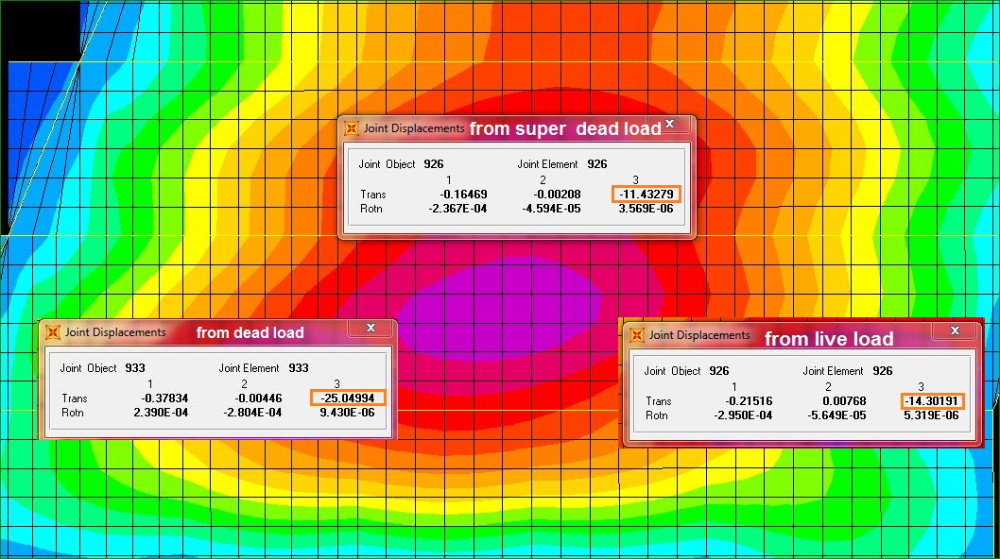 Joint Displacements from super dead load X
Joint Object 926 Joint Element 926
1 2 3
Trans -0.16469 -0.00208 -11.43279
Rotn -2.367E-04 -4.594E-05 3.569E-06
Joint Displacements from dead load X
Joint Object 933 Joint Element 933
1 2 3
Trans -0.37834 -0.00446 -25.04994
Rotn 2.390E-04 -2.804E-04 9.430E-06
Joint Displacements from live load X
Joint Object 926 Joint Element 926
1 2 3
Trans -0.21516 0.00768 -14.30191
Rotn -2.950E-04 -5.649E-05 5.319E-06